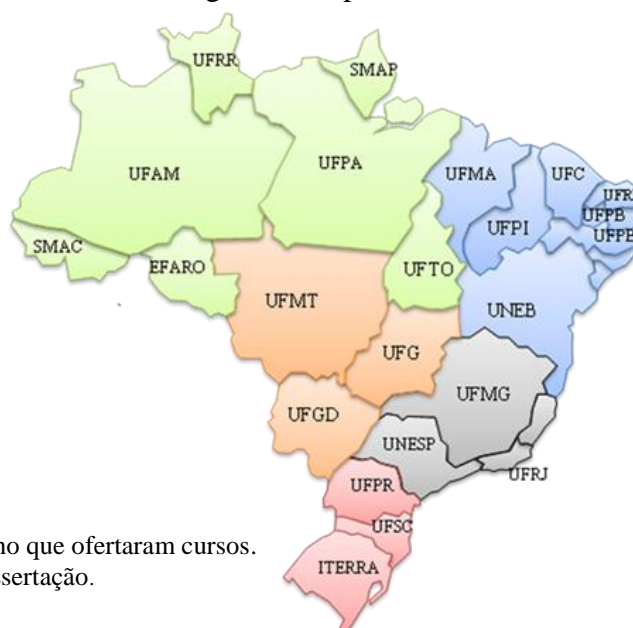 UFRR
SMAP
UFAM
UFPA
UFMA
UFC
UFR
UFPB
UFPI
UFPE
SMAC
EFARO
UFTO
UFMT
UNEB
UFG
UFMG
UFGD
UNESP
UFRJ
UFPR
UFSC
ITERRA
no que ofertaram cursos.
ssertação.